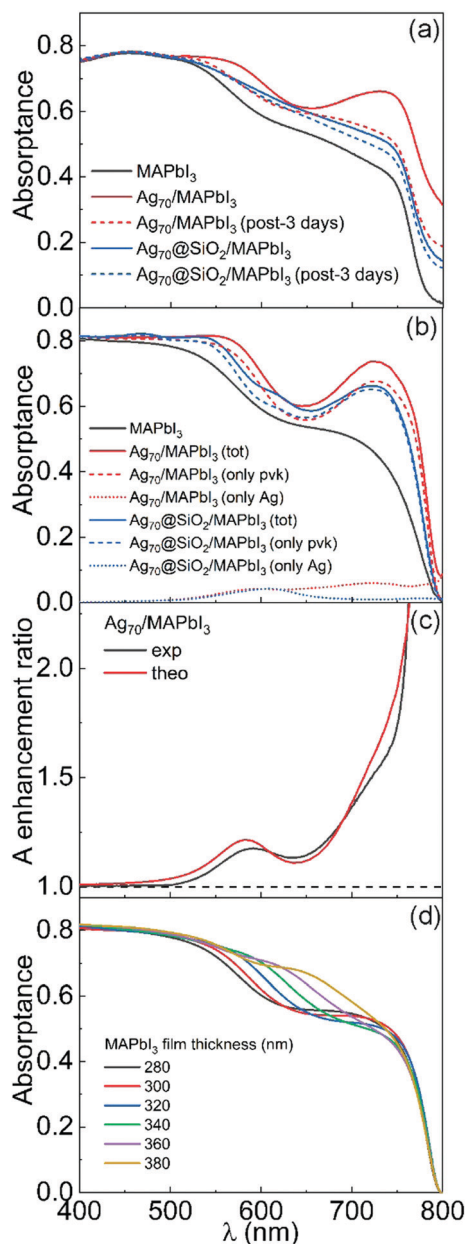 (a)
Absorptance
0.8
0.6
0.4
0.2
0.0
MAPbI₃
Ag₇₀/MAPbI₃
Ag₇₀/MAPbI₃ (post-3 days)
Ag₇₀@SiO₂/MAPbI₃
Ag₇₀@SiO₂/MAPbI₃ (post-3 days)
(b)
Absorptance
0.8
0.6
0.4
0.2
0.0
MAPbI₃
Ag₇₀/MAPbI₃ (tot)
Ag₇₀/MAPbI₃ (only pvk)
Ag₇₀/MAPbI₃ (only Ag)
Ag₇₀@SiO₂/MAPbI₃ (tot)
Ag₇₀@SiO₂/MAPbI₃ (only pvk)
Ag₇₀@SiO₂/MAPbI₃ (only Ag)
(c)
A enhancement ratio
2.0
1.5
1.0
Ag₇₀/MAPbI₃
exp
theo
(d)
Absorptance
0.8
0.6
0.4
0.2
0.0
MAPbI₃ film thickness (nm)
280
300
320
340
360
380
400 500 600 700 800
λ (nm)